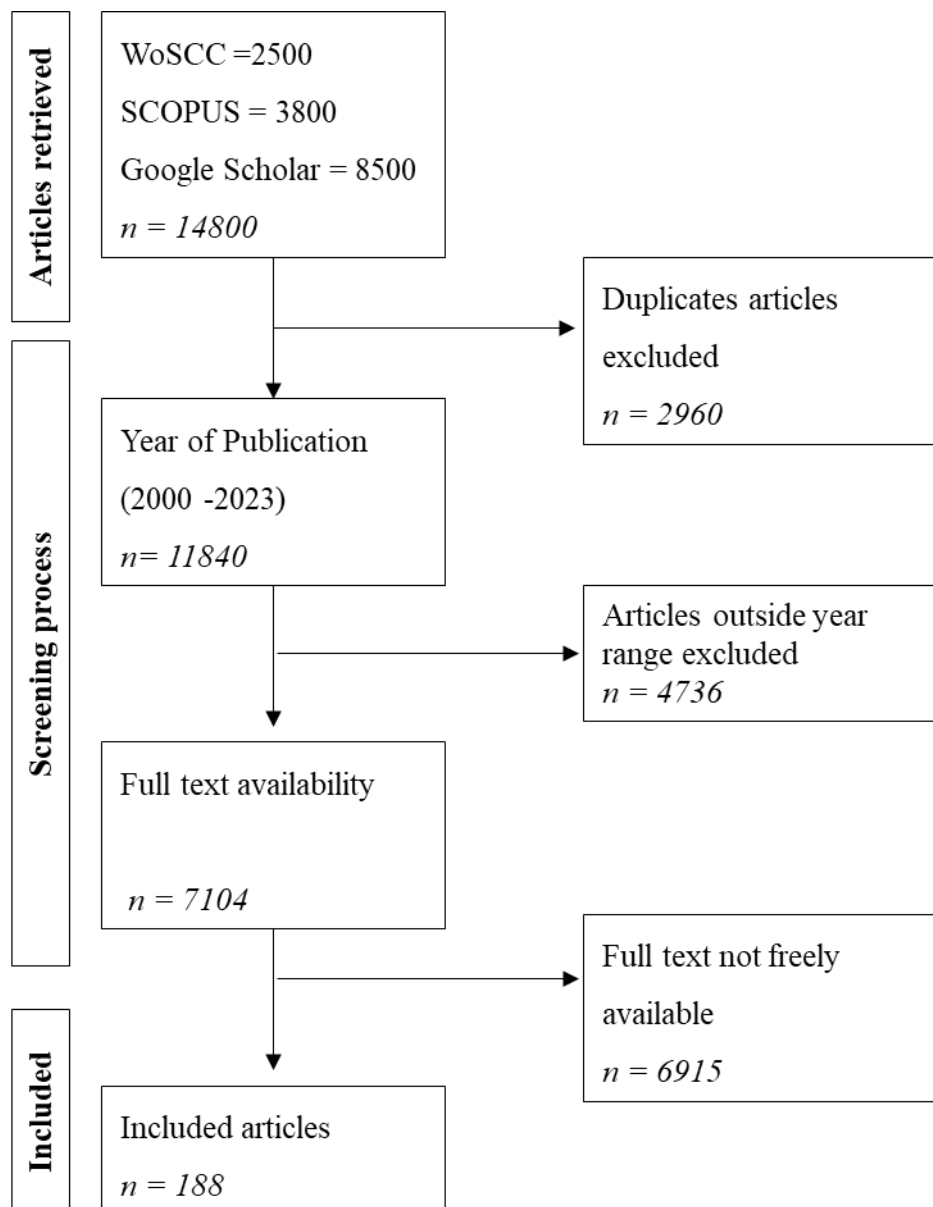 Articles retrieved
WoSCC =2500
SCOPUS = 3800
Google Scholar = 8500
n = 14800
Duplicates articles
excluded
n = 2960
Screening process
Year of Publication
(2000 -2023)
n= 11840
Articles outside year
range excluded
n = 4736
Full text availability
n = 7104
Full text not freely
available
n = 6915
Included
Included articles
n = 188